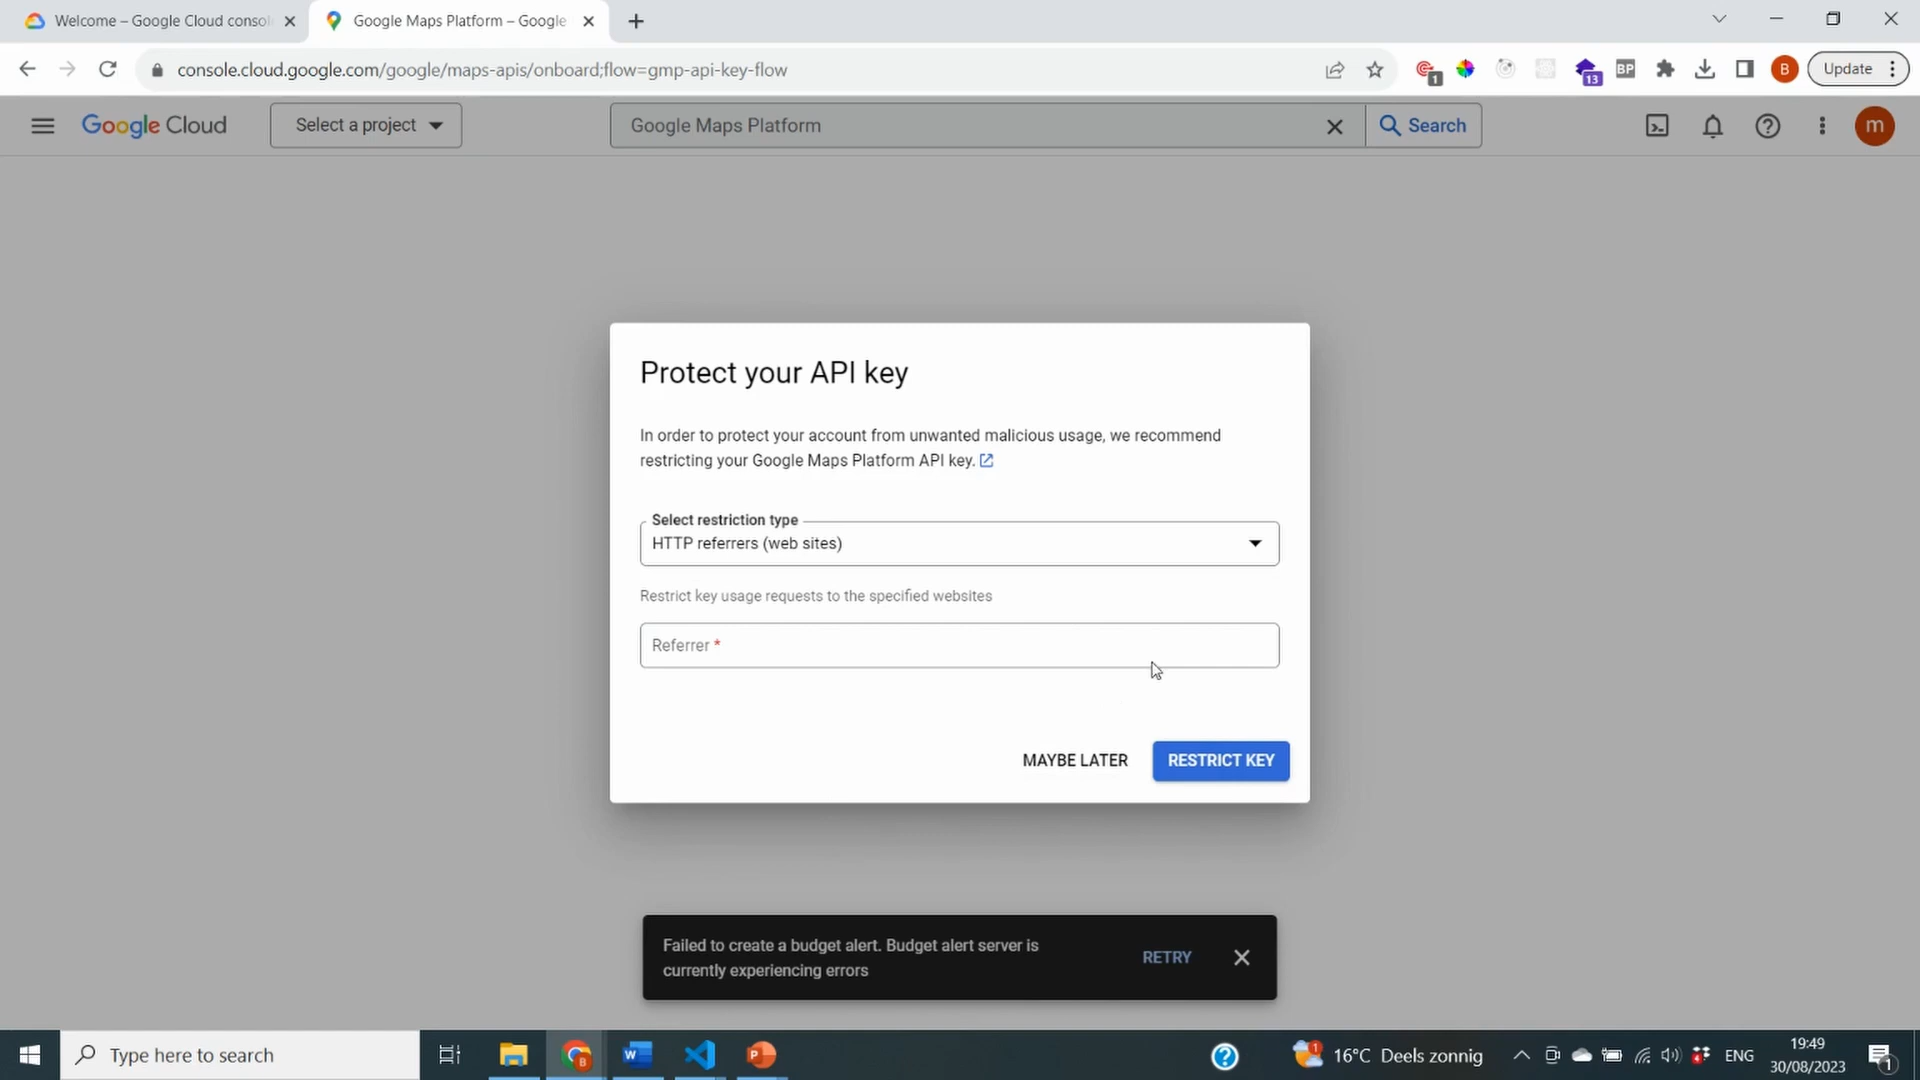 Welcome – Google Cloud consol
Google Maps Platform – Google
console.cloud.google.com/google/maps-apis/onboard;flow=gmp-api-key-flow
1
13
BP
B
Update
Google Cloud
Select a project
Google Maps Platform
Search
m
Protect your API key
In order to protect your account from unwanted malicious usage, we recommend
restricting your Google Maps Platform API key.
Select restriction type
HTTP referrers (web sites)
Restrict key usage requests to the specified websites
Referrer *
MAYBE LATER
RESTRICT KEY
Failed to create a budget alert. Budget alert server is
currently experiencing errors
RETRY
Type here to search
B
W
P
1
16°C Deels zonnig
ENG
19:49
30/08/2023
1